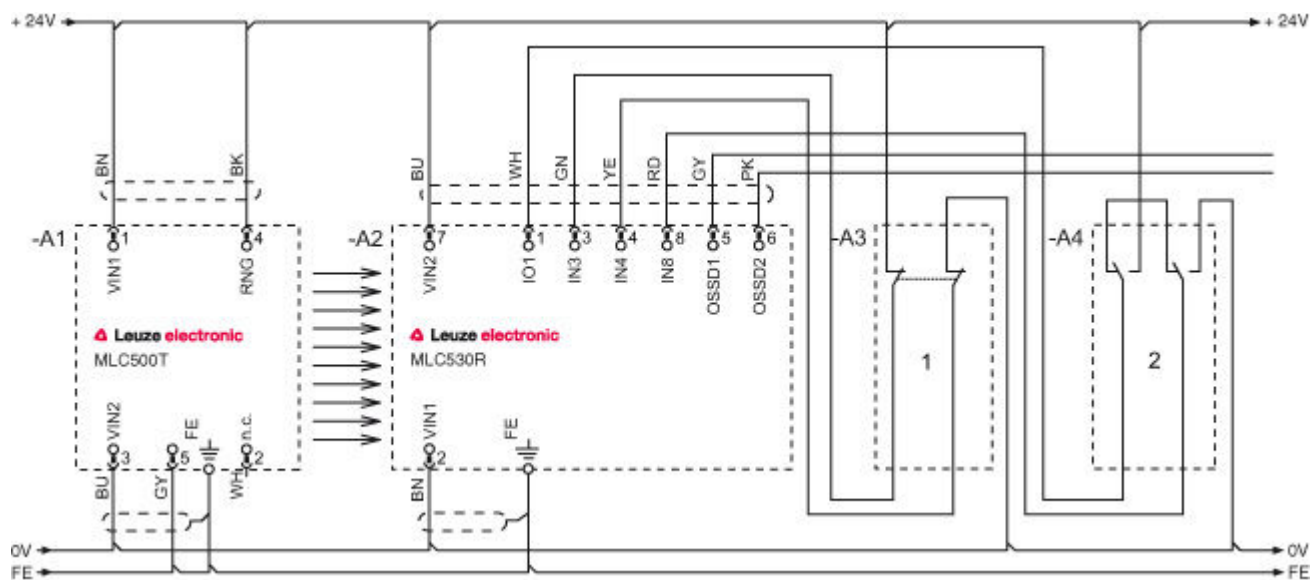 + 24V
+ 24V
BN
BK
BU
WH
GN
YE
RD
GY
PK
-A1
1
4
-A2
7
1
3
4
8
5
6
-A3
-A4
VIN1
RNG
VIN2
IO1
IN3
IN4
IN8
OSSD1
OSSD2
Leuze electronic
MLC500T
Leuze electronic
MLC530R
1
2
VIN2
FE
n.c.
VIN1
FE
3
5
2
2
BU
GY
WH
BN
0V
0V
FE
FE